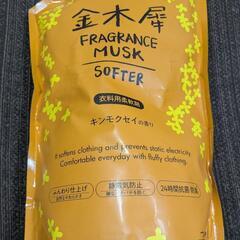 金木犀
FRAGRANCE
MUSK
SOFTER
衣料用柔軟剤
キンモクセイの香り
It softens clothing and prevents static electricity.
Comfortable everyday with fluffy clothing.
ふんわり仕上げ
静電気防止
24時間抗菌防臭